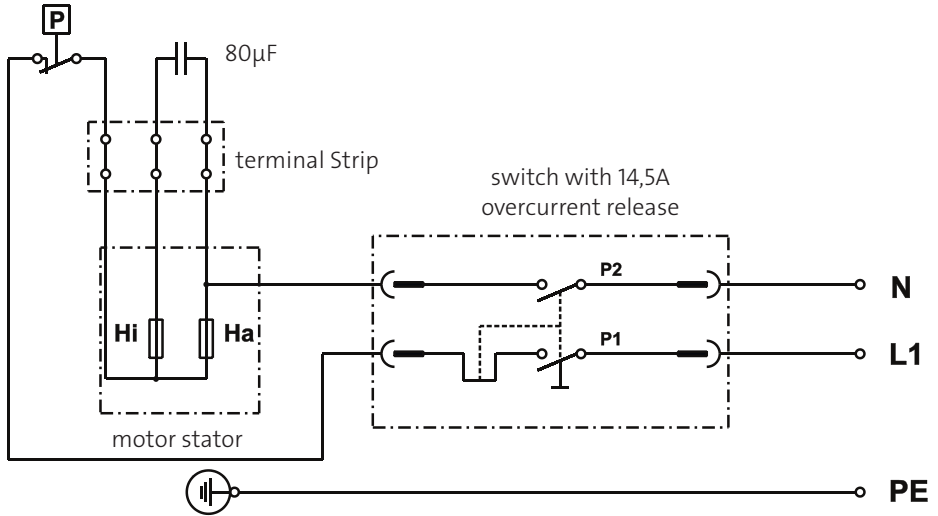 P
80µF
terminal Strip
switch with 14,5A
overcurrent release
P2
N
Hi
Ha
P1
L1
motor stator
PE